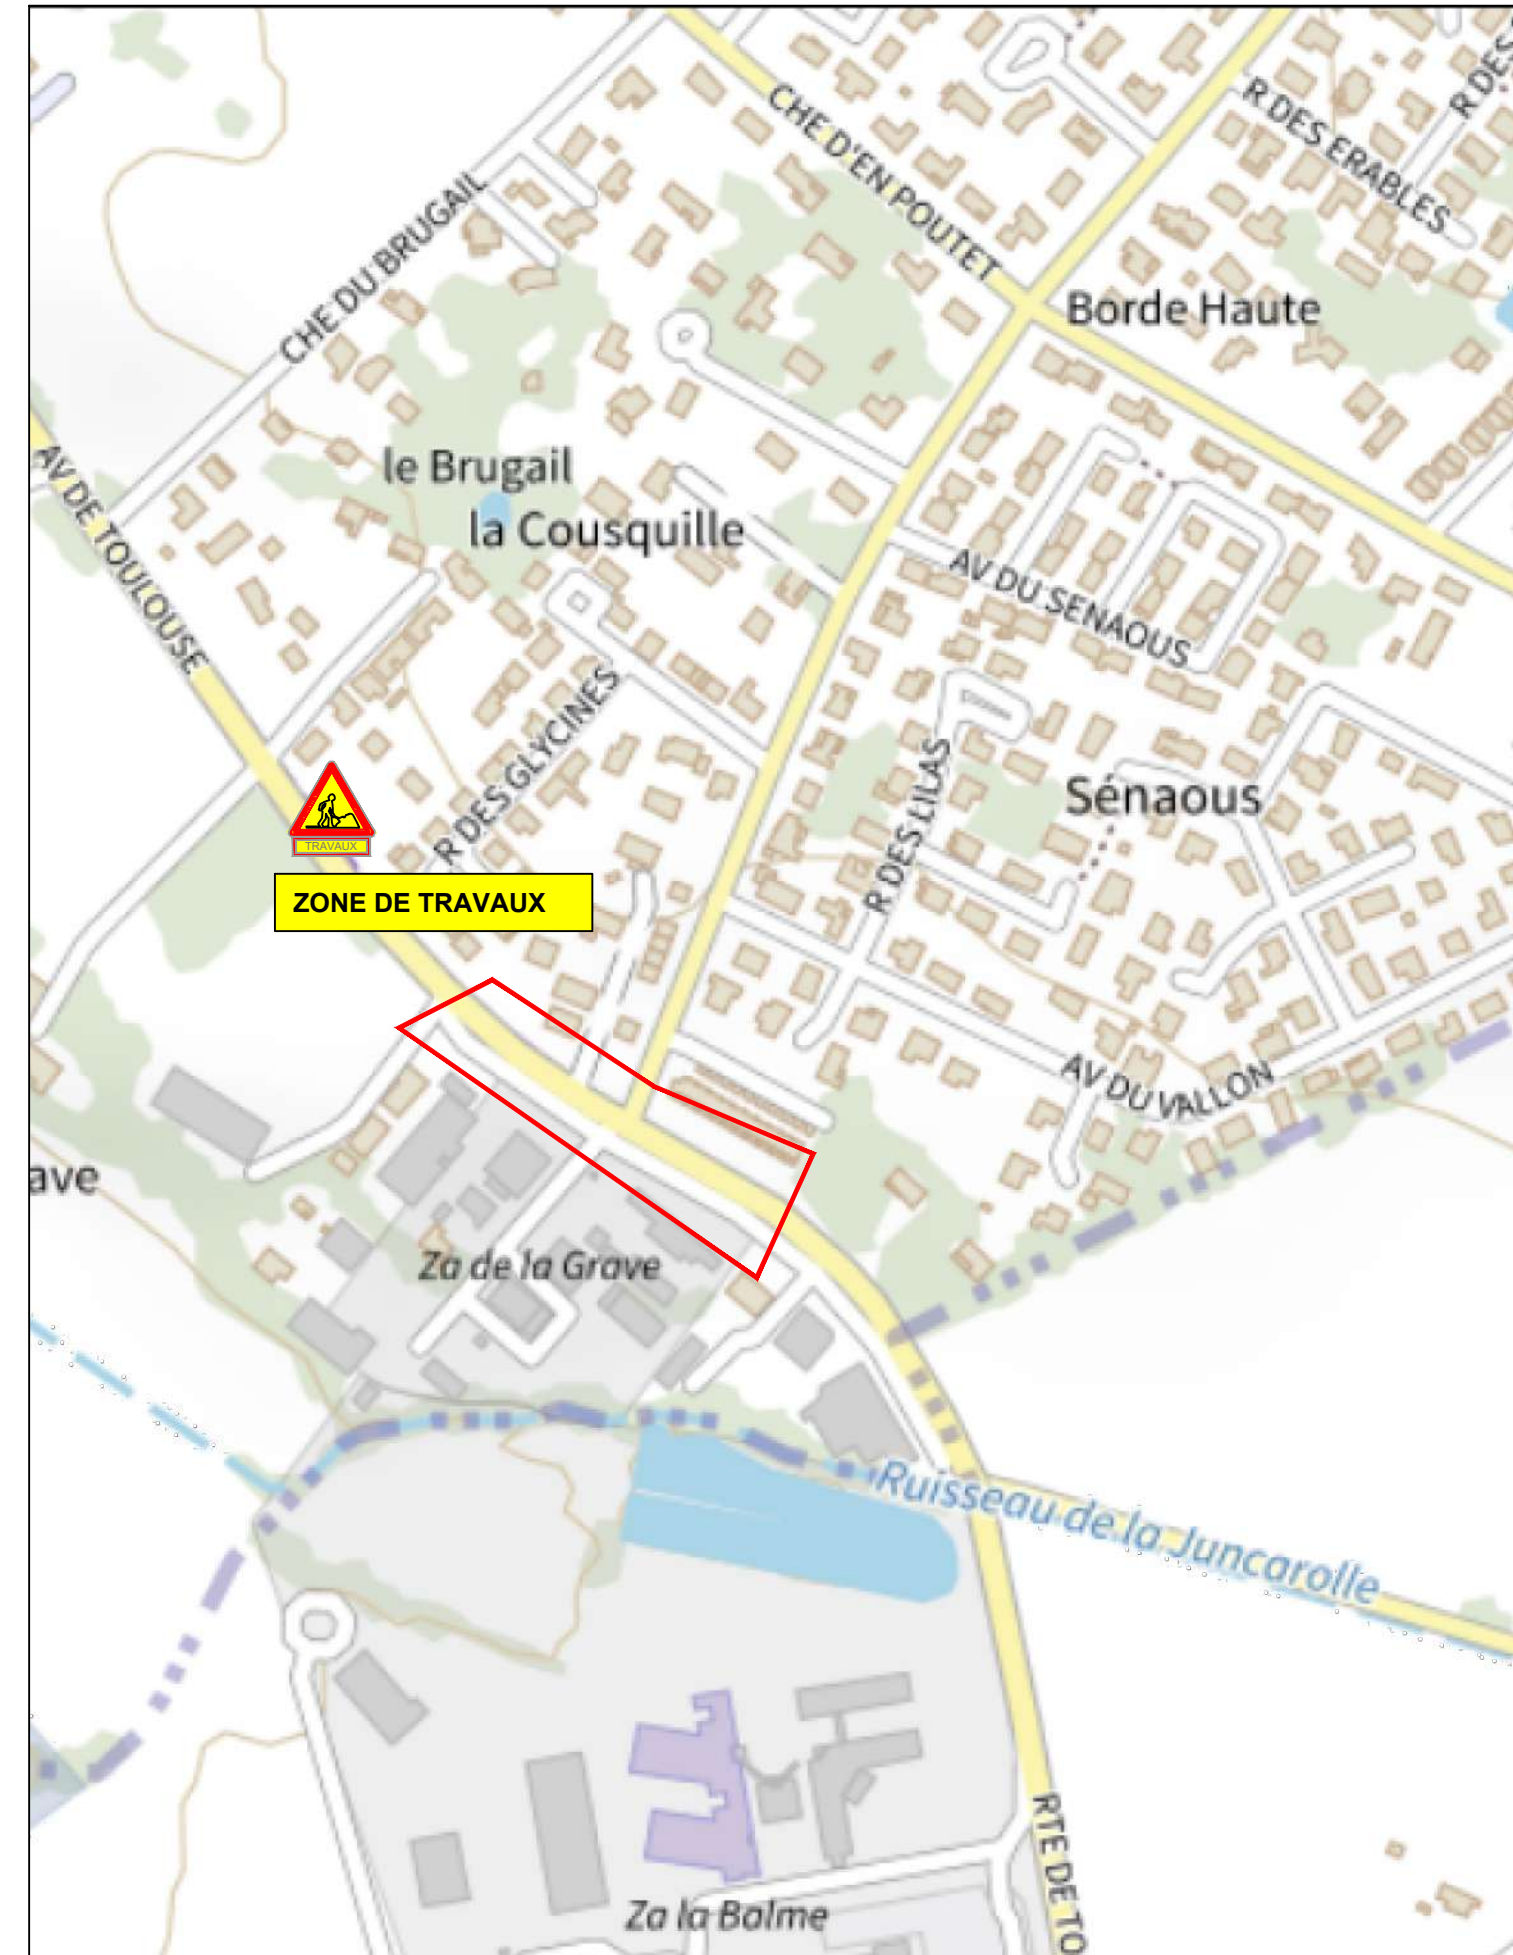 R DES
CHE D'EN POUTET
R DES ERABLES
CHE DU BRUGAIL
Borde Haute
AV DE TOULOUSE
le Brugail
la Cousquille
AV DU SENAOUS
R DES GLYCINES
R DES LILAS
Sénaous
TRAVAUX
ZONE DE TRAVAUX
AV DU VALLON
ave
Za de la Grave
Ruisseau de la Juncarolle
RTE DE TO
Za la Balme